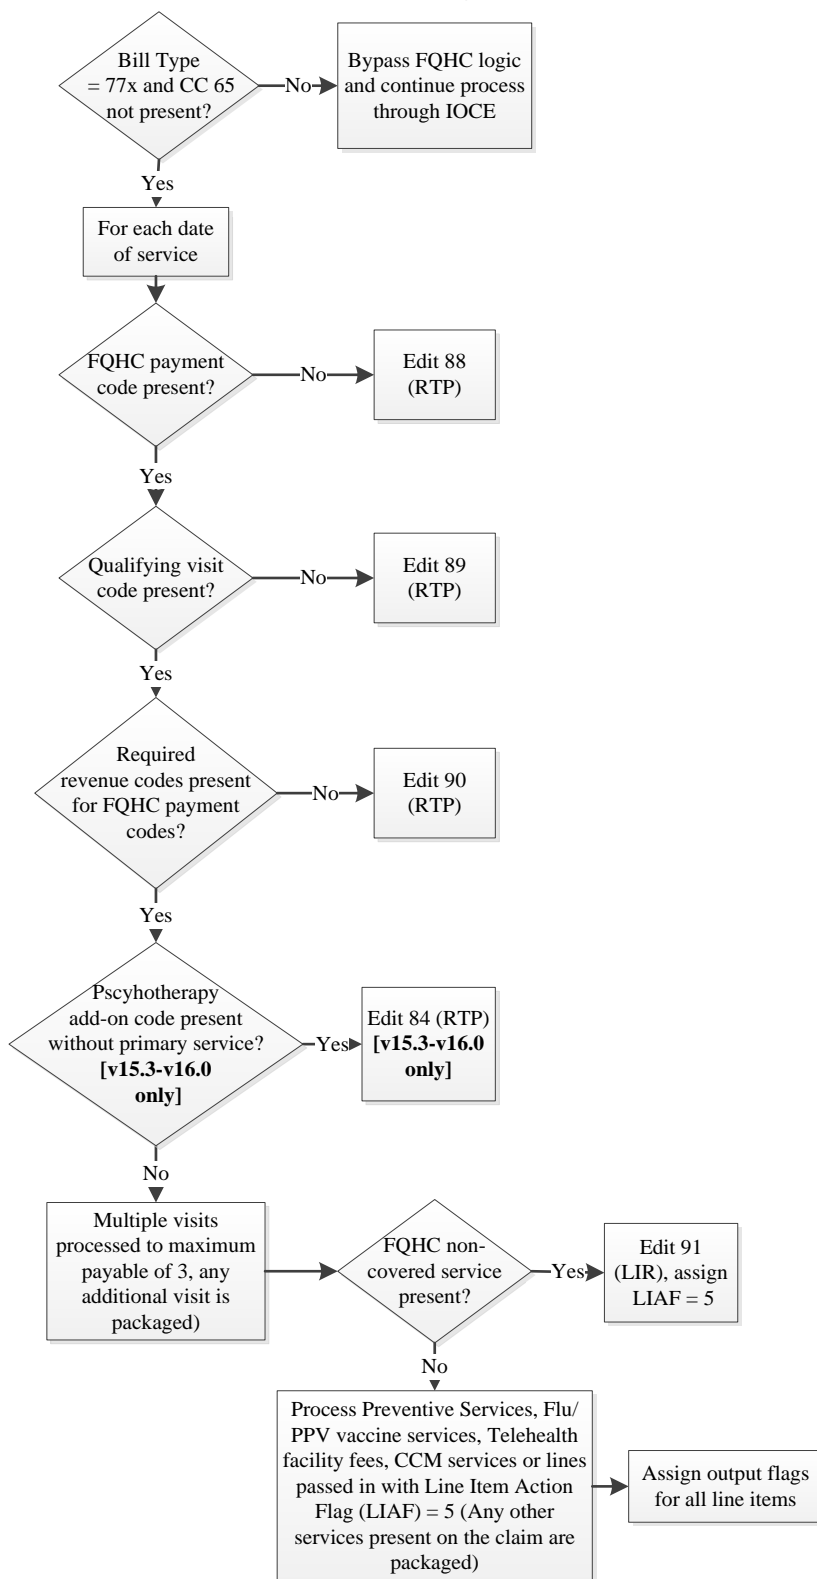 Bill Type
= 77x and CC 65
not present?
No
Bypass FQHC logic
and continue process
through IOCE
Yes
For each date
of service
FQHC payment
code present?
No
Edit 88
(RTP)
Yes
Qualifying visit
code present?
No
Edit 89
(RTP)
Yes
Required
revenue codes present
for FQHC payment
codes?
No
Edit 90
(RTP)
Yes
Pscyhotherapy
add-on code present
without primary service?
[v15.3-v16.0
only]
Yes
Edit 84 (RTP)
[v15.3-v16.0
only]
No
Multiple visits
processed to maximum
payable of 3, any
additional visit is
packaged)
FQHC non-
covered service
present?
Yes
Edit 91
(LIR), assign
LIAF = 5
No
Process Preventive Services, Flu/
PPV vaccine services, Telehealth
facility fees, CCM services or lines
passed in with Line Item Action
Flag (LIAF) = 5 (Any other
services present on the claim are
packaged)
Assign output flags
for all line items